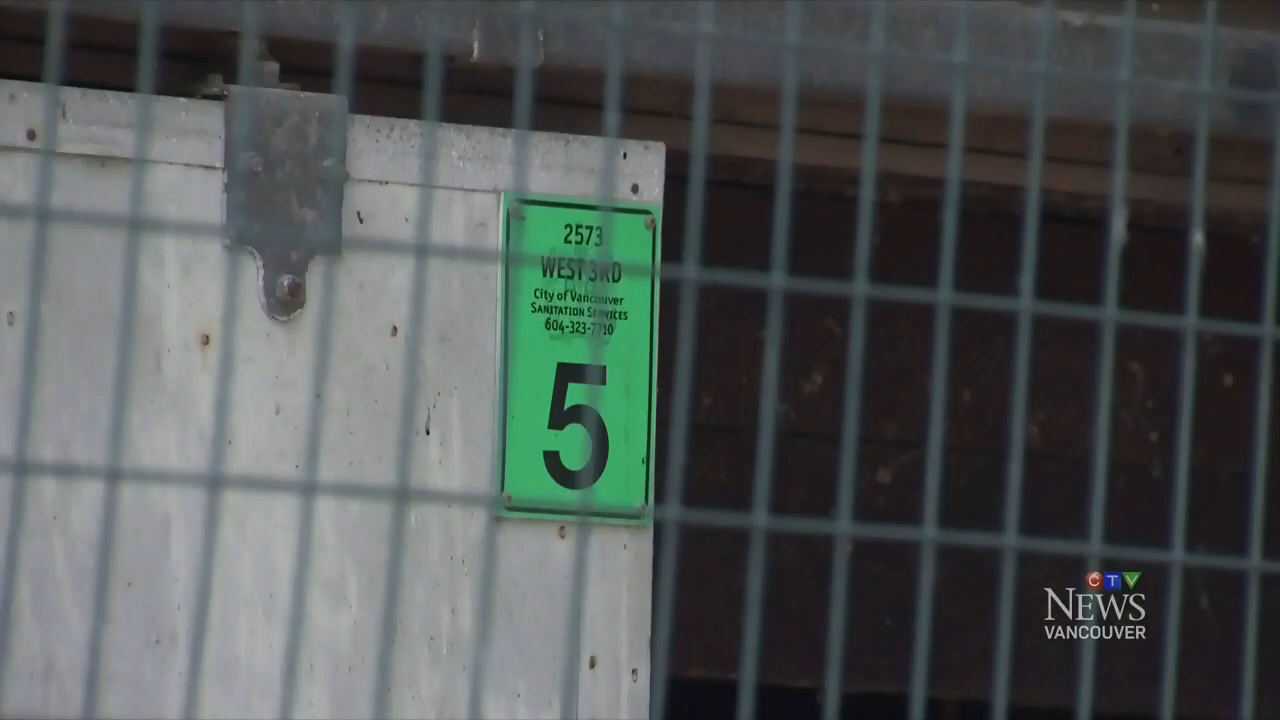 2573
WEST 3RD
City of Vancouver
SANITATION SERVICES
604-323-7710
5
CTV
NEWS
VANCOUVER